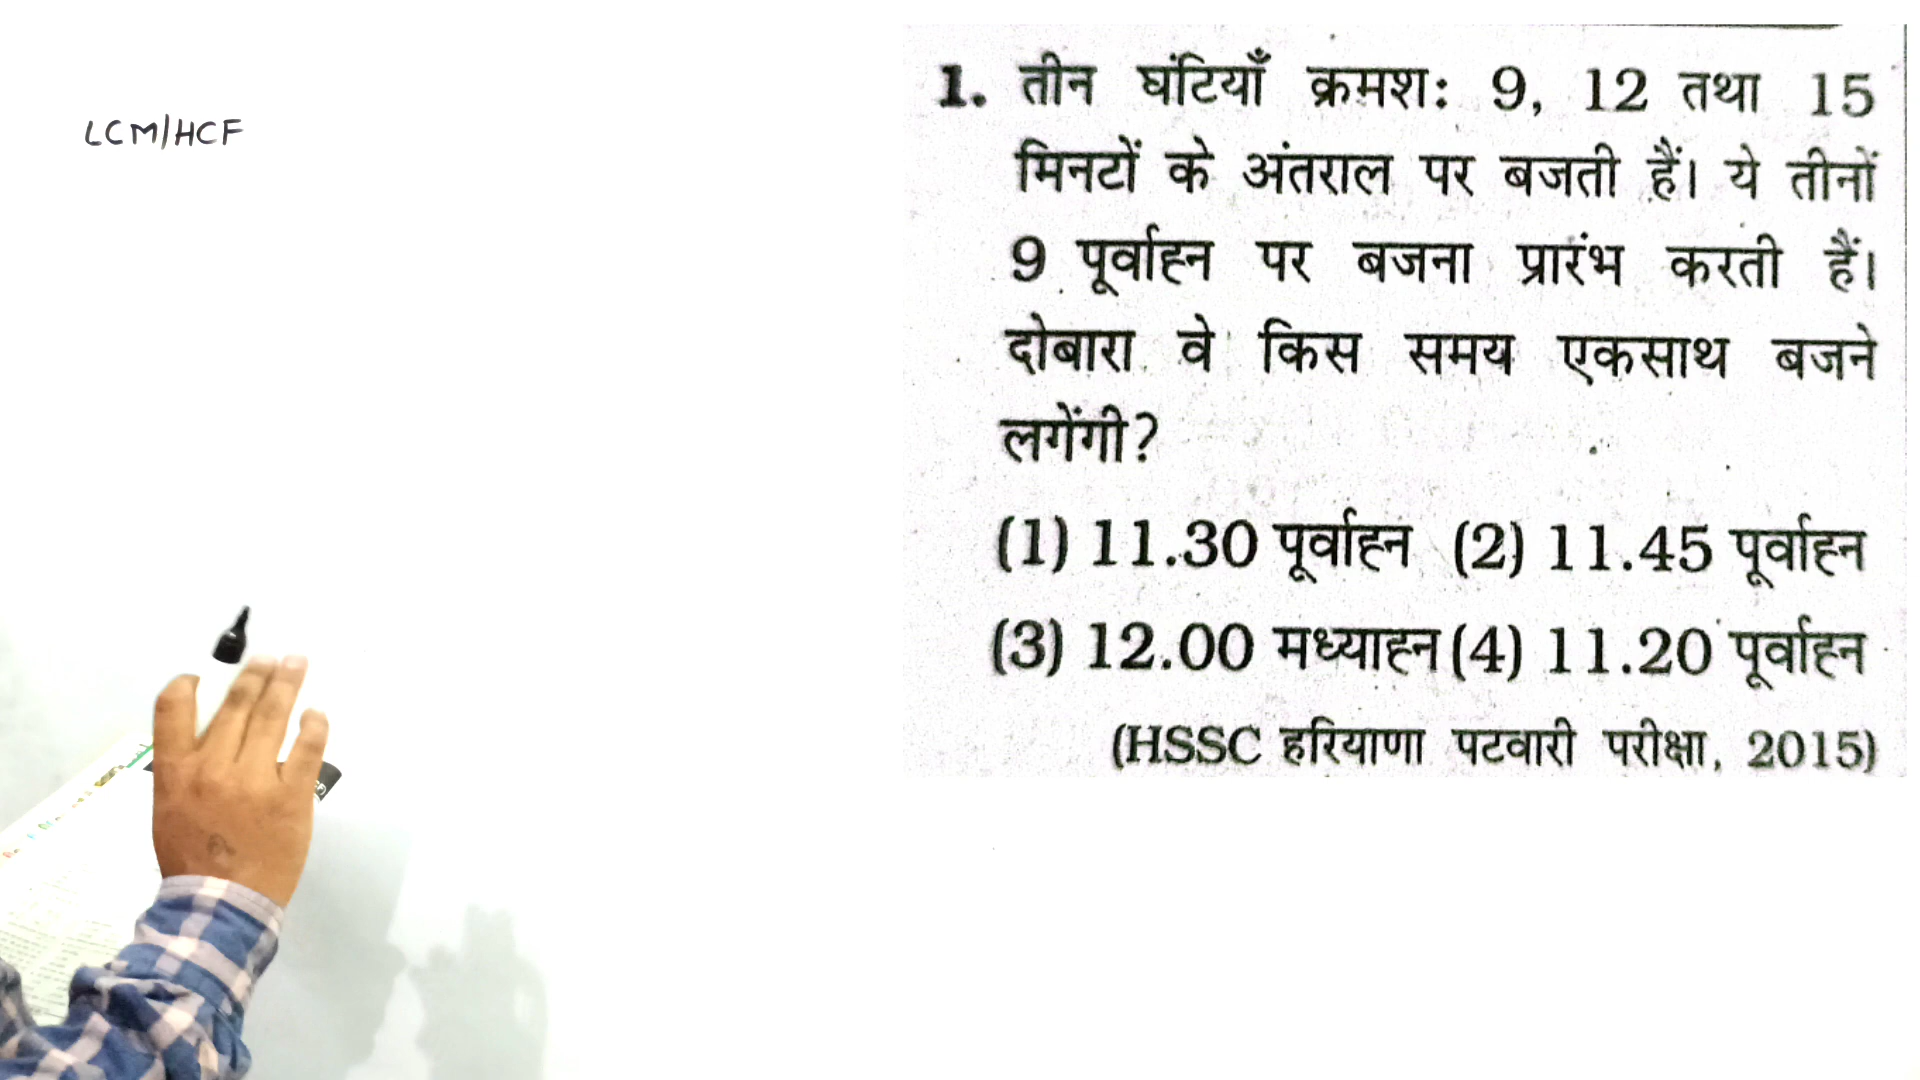 LCM/HCF
1. तीन घंटियाँ क्रमशः 9, 12 तथा 15
मिनटों के अंतराल पर बजती हैं। ये तीनों
9 पूर्वाह्न पर बजना प्रारंभ करती हैं।
दोबारा वे किस समय एकसाथ बजने
लगेंगी?
(1) 11.30 पूर्वाह्न (2) 11.45 पूर्वाह्न
(3) 12.00 मध्याह्न (4) 11.20 पूर्वाह्न
(HSSC हरियाणा पटवारी परीक्षा, 2015)